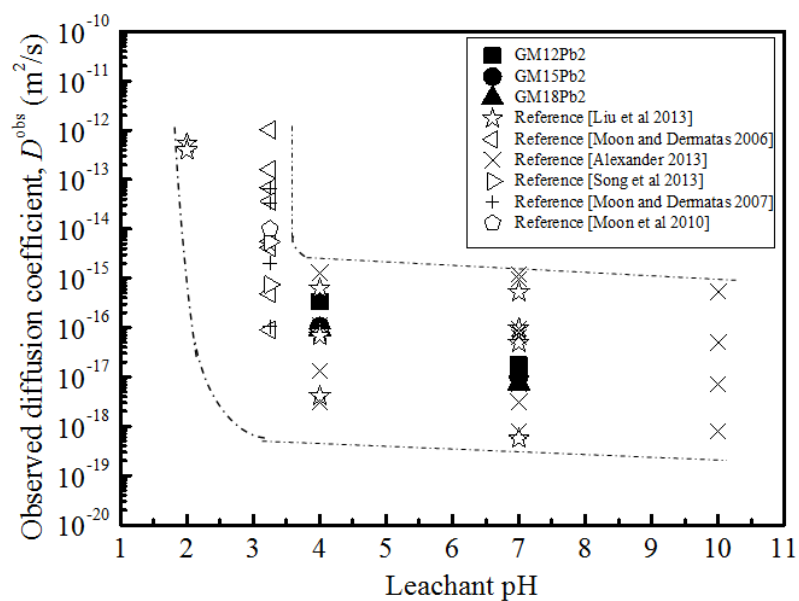 10⁻¹⁰
10⁻¹¹
10⁻¹²
10⁻¹³
10⁻¹⁴
10⁻¹⁵
10⁻¹⁶
10⁻¹⁷
10⁻¹⁸
10⁻¹⁹
10⁻²⁰
Observed diffusion coefficient, D^obs (m²/s)
GM12Pb2
GM15Pb2
GM18Pb2
Reference [Liu et al 2013]
Reference [Moon and Dermatas 2006]
Reference [Alexander 2013]
Reference [Song et al 2013]
Reference [Moon and Dermatas 2007]
Reference [Moon et al 2010]
1 2 3 4 5 6 7 8 9 10 11
Leachant pH